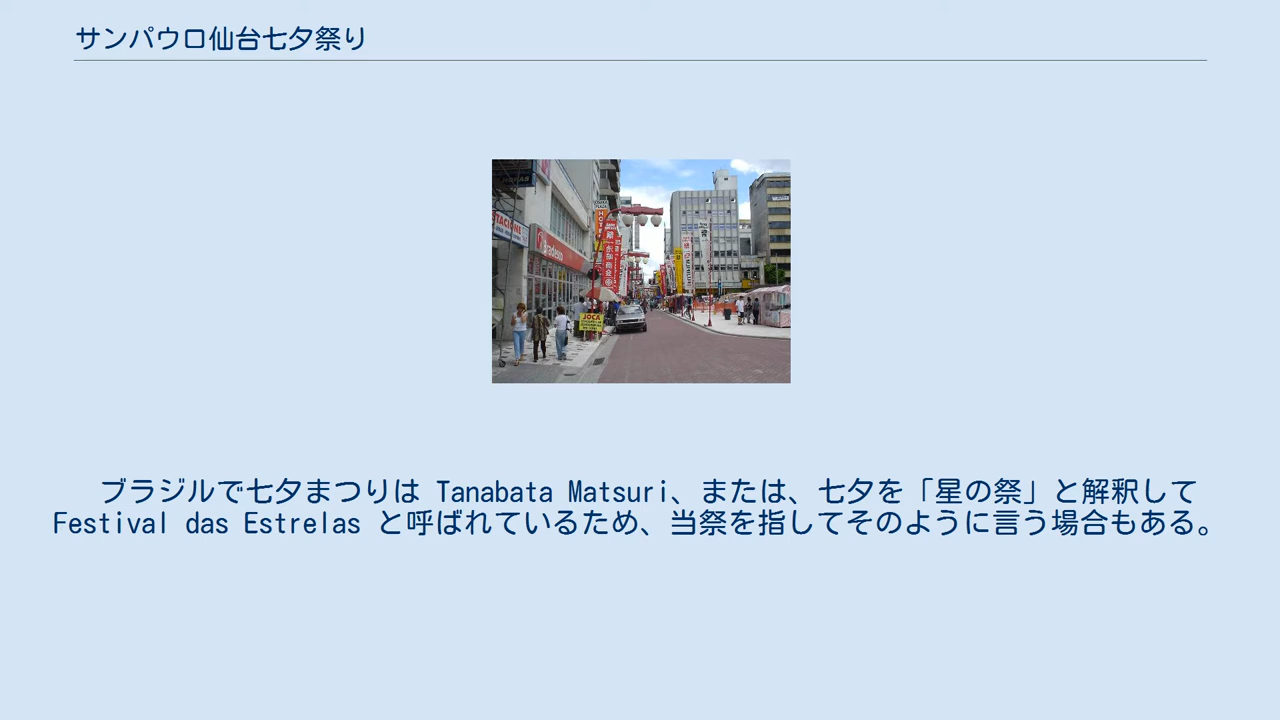 サンパウロ仙台七夕祭り
Bradesco
JOCA
ブラジルで七夕まつりは Tanabata Matsuri、または、七夕を「星の祭」と解釈して
Festival das Estrelas と呼ばれているため、当祭を指してそのように言う場合もある。